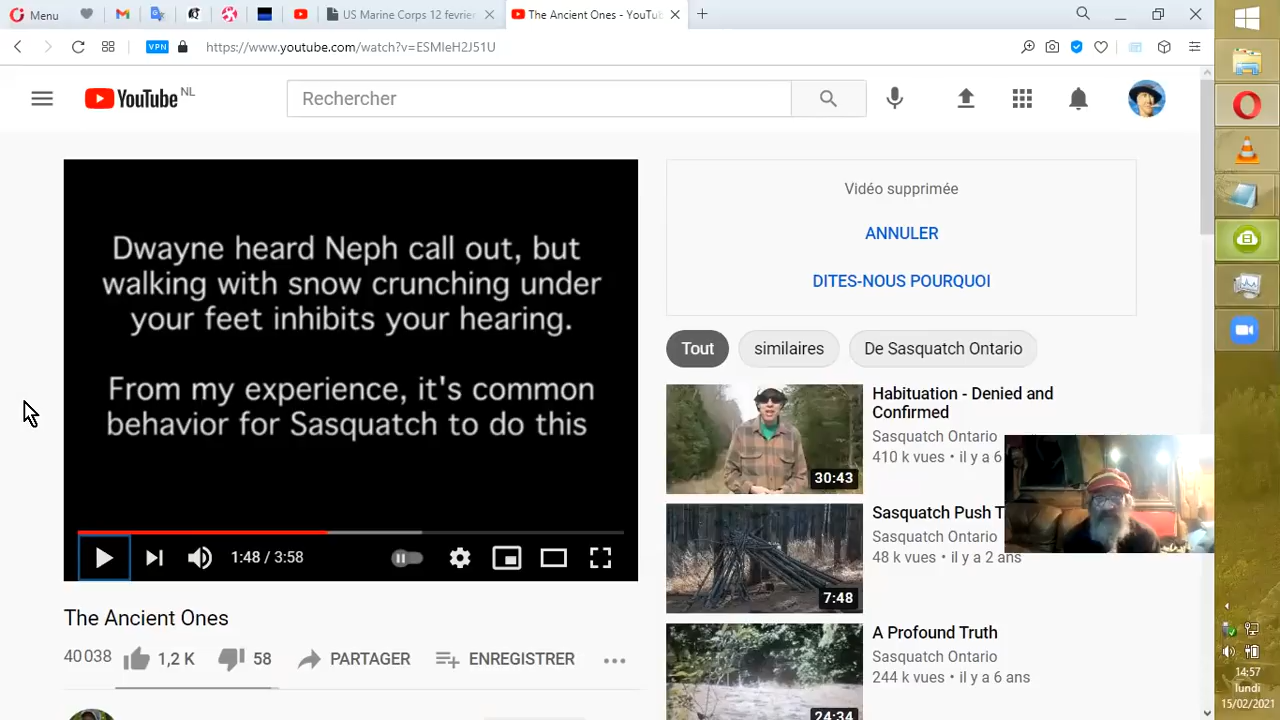 Menu
US Marine Corps 12 fevrie
The Ancient Ones - YouTub
VPN
https://www.youtube.com/watch?v=ESMleH2J51U
YouTube NL
Rechercher
Dwayne heard Neph call out, but
walking with snow crunching under
your feet inhibits your hearing.
From my experience, it's common
behavior for Sasquatch to do this
1:48 / 3:58
The Ancient Ones
40 038
1,2 K
58
PARTAGER
ENREGISTRER
Vidéo supprimée
ANNULER
DITES-NOUS POURQUOI
Tout
similaires
De Sasquatch Ontario
30:43
Habituation - Denied and
Confirmed
Sasquatch Ontario
410 k vues • il y a 6
7:48
Sasquatch Push T
Sasquatch Ontario
48 k vues • il y a 2 ans
24:34
A Profound Truth
Sasquatch Ontario
244 k vues • il y a 6 ans
14:57
lundi
15/02/2021